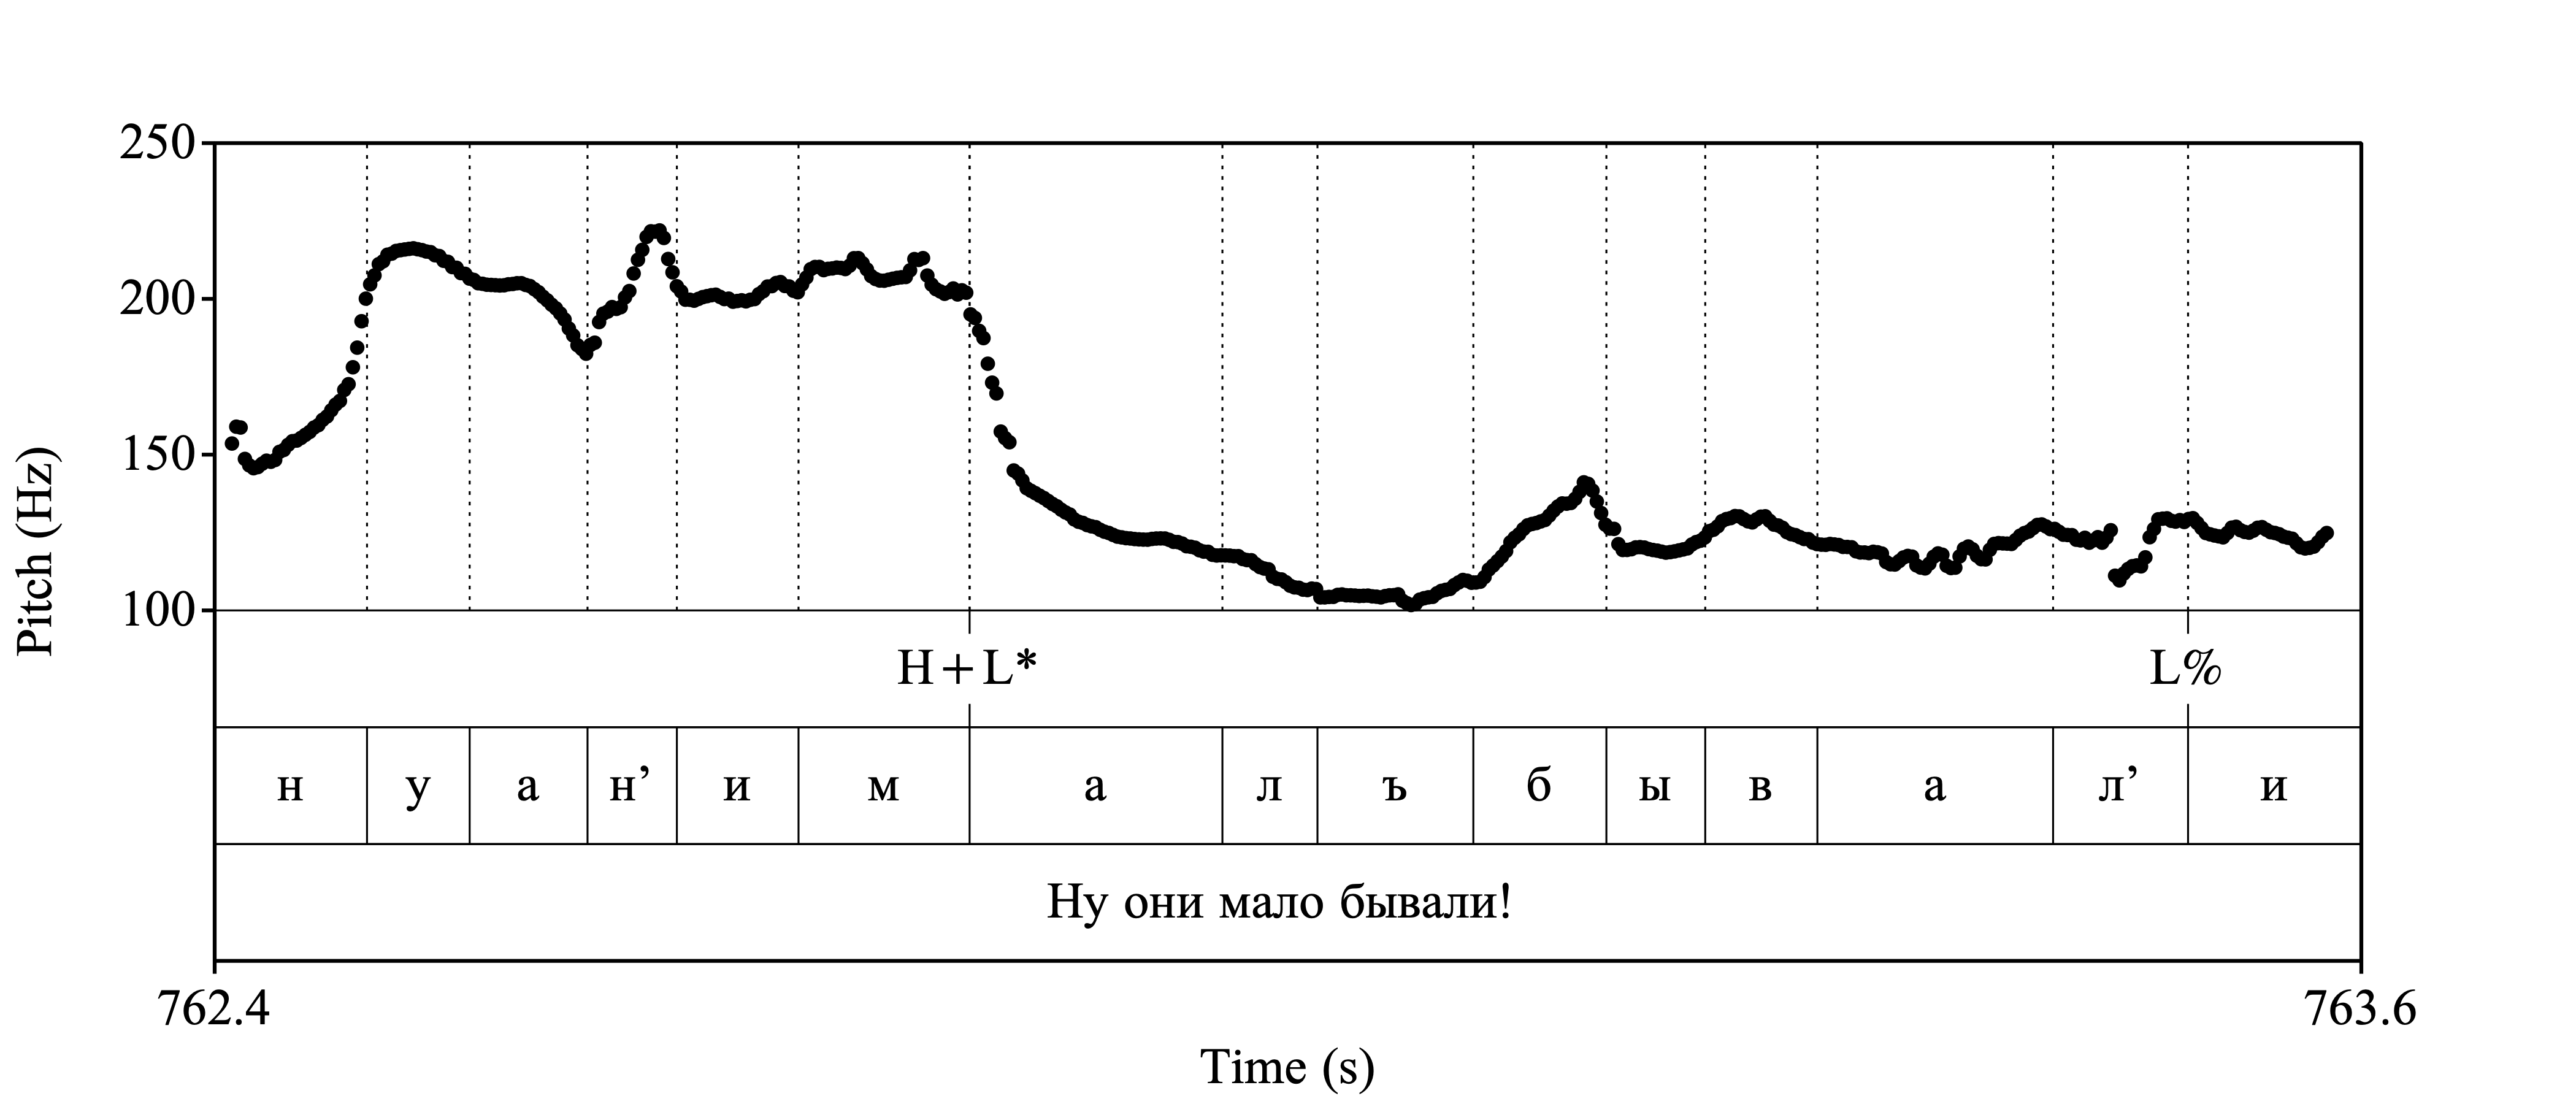 250
200
150
100
Pitch (Hz)
H+L* L%
н у а н’ и м а л ъ б ы в а л’ и
Ну они мало бывали!
762.4 763.6
Time (s)